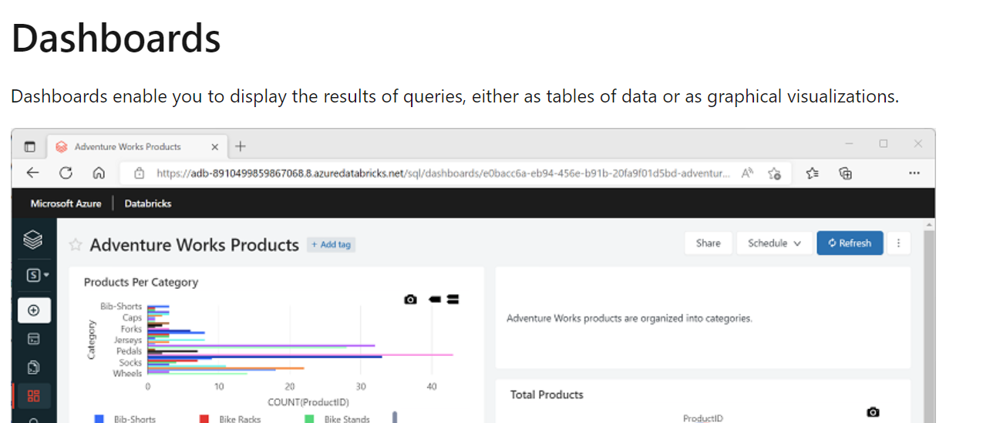 Dashboards
Dashboards enable you to display the results of queries, either as tables of data or as graphical visualizations.
Adventure Works Products
https://adb-8910499859867068.8.azuredatabricks.net/sql/dashboards/e0bacc6a-eb94-456e-b91b-20fa9f01d5bd-adventur...
Microsoft Azure Databricks
S
Adventure Works Products + Add tag Share Schedule Refresh
Products Per Category
Adventure Works products are organized into categories.
Category
Bib-Shorts
Caps
Forks
Jerseys
Pedals
Socks
Wheels
0 10 20 30 40
COUNT(ProductID)
Bib-Shorts Bike Racks Bike Stands
Total Products
ProductID